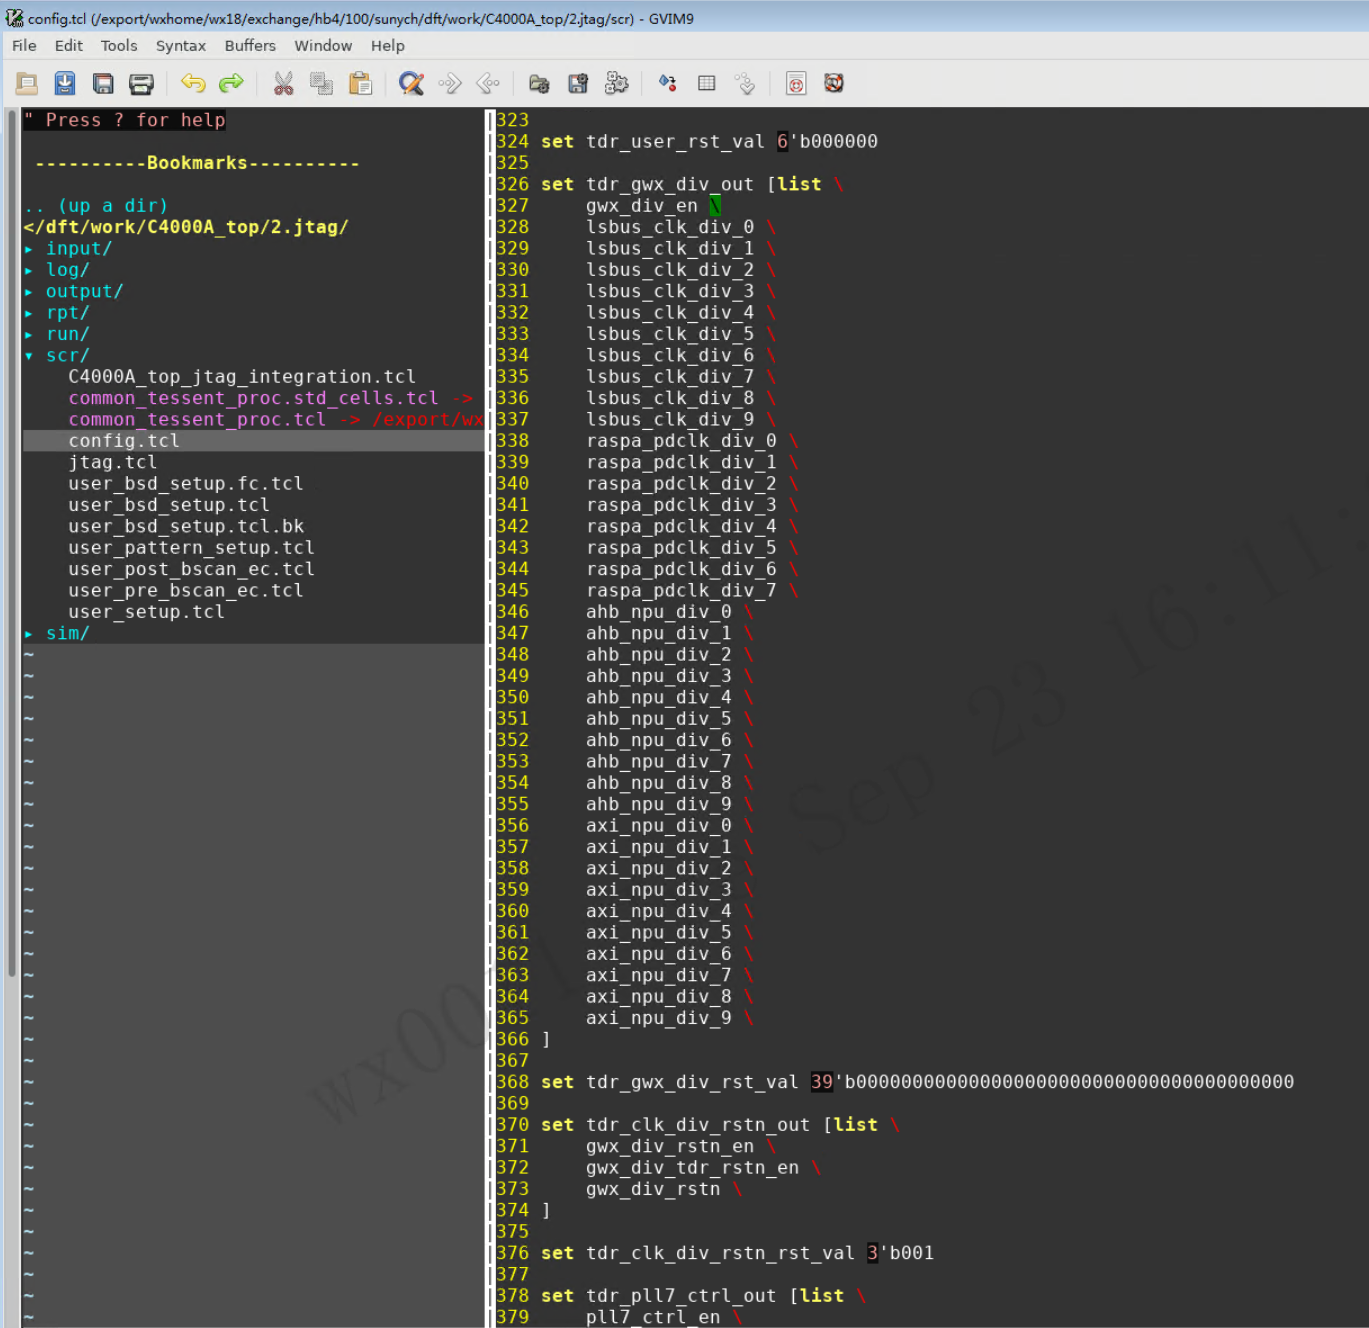 config.tcl (/export/wxhome/wx18/exchange/hb4/100/sunych/dft/work/C4000A_top/2.jtag/scr) - GVIM9
File Edit Tools Syntax Buffers Window Help
" Press ? for help
----------Bookmarks----------
.. (up a dir)
</dft/work/C4000A_top/2.jtag/
▸ input/
▸ log/
▸ output/
▸ rpt/
▸ run/
▾ scr/
C4000A_top_jtag_integration.tcl
common_tessent_proc.std_cells.tcl ->
common_tessent_proc.tcl -> /export/wx
config.tcl
jtag.tcl
user_bsd_setup.fc.tcl
user_bsd_setup.tcl
user_bsd_setup.tcl.bk
user_pattern_setup.tcl
user_post_bscan_ec.tcl
user_pre_bscan_ec.tcl
user_setup.tcl
▸ sim/
323
324 set tdr_user_rst_val 6'b000000
325
326 set tdr_gwx_div_out [list \
327 gwx_div_en \
328 lsbus_clk_div_0 \
329 lsbus_clk_div_1 \
330 lsbus_clk_div_2 \
331 lsbus_clk_div_3 \
332 lsbus_clk_div_4 \
333 lsbus_clk_div_5 \
334 lsbus_clk_div_6 \
335 lsbus_clk_div_7 \
336 lsbus_clk_div_8 \
337 lsbus_clk_div_9 \
338 raspa_pdclk_div_0 \
339 raspa_pdclk_div_1 \
340 raspa_pdclk_div_2 \
341 raspa_pdclk_div_3 \
342 raspa_pdclk_div_4 \
343 raspa_pdclk_div_5 \
344 raspa_pdclk_div_6 \
345 raspa_pdclk_div_7 \
346 ahb_npu_div_0 \
347 ahb_npu_div_1 \
348 ahb_npu_div_2 \
349 ahb_npu_div_3 \
350 ahb_npu_div_4 \
351 ahb_npu_div_5 \
352 ahb_npu_div_6 \
353 ahb_npu_div_7 \
354 ahb_npu_div_8 \
355 ahb_npu_div_9 \
356 axi_npu_div_0 \
357 axi_npu_div_1 \
358 axi_npu_div_2 \
359 axi_npu_div_3 \
360 axi_npu_div_4 \
361 axi_npu_div_5 \
362 axi_npu_div_6 \
363 axi_npu_div_7 \
364 axi_npu_div_8 \
365 axi_npu_div_9 \
366 ]
367
368 set tdr_gwx_div_rst_val 39'b000000000000000000000000000000000000000
369
370 set tdr_clk_div_rstn_out [list \
371 gwx_div_rstn_en \
372 gwx_div_tdr_rstn_en \
373 gwx_div_rstn \
374 ]
375
376 set tdr_clk_div_rstn_rst_val 3'b001
377
378 set tdr_pll7_ctrl_out [list \
379 pll7_ctrl_en \
Sep 23 16:11: